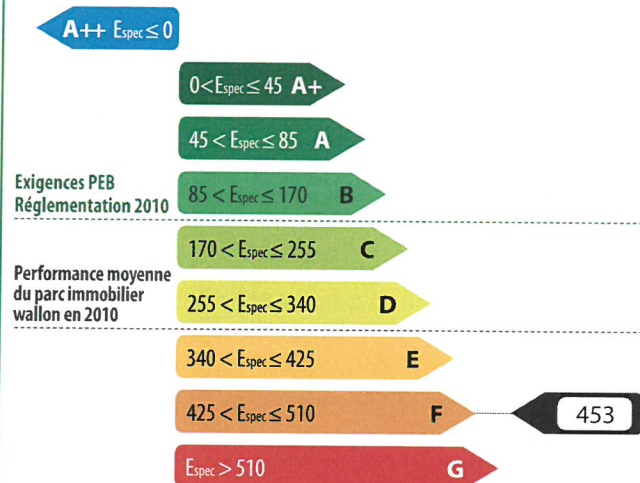 A++ Espec ≤ 0
0 < Espec ≤ 45 A+
45 < Espec ≤ 85 A
Exigences PEB
Réglementation 2010
85 < Espec ≤ 170 B
170 < Espec ≤ 255 C
Performance moyenne
du parc immobilier
wallon en 2010
255 < Espec ≤ 340 D
340 < Espec ≤ 425 E
425 < Espec ≤ 510 F
453
Espec > 510 G